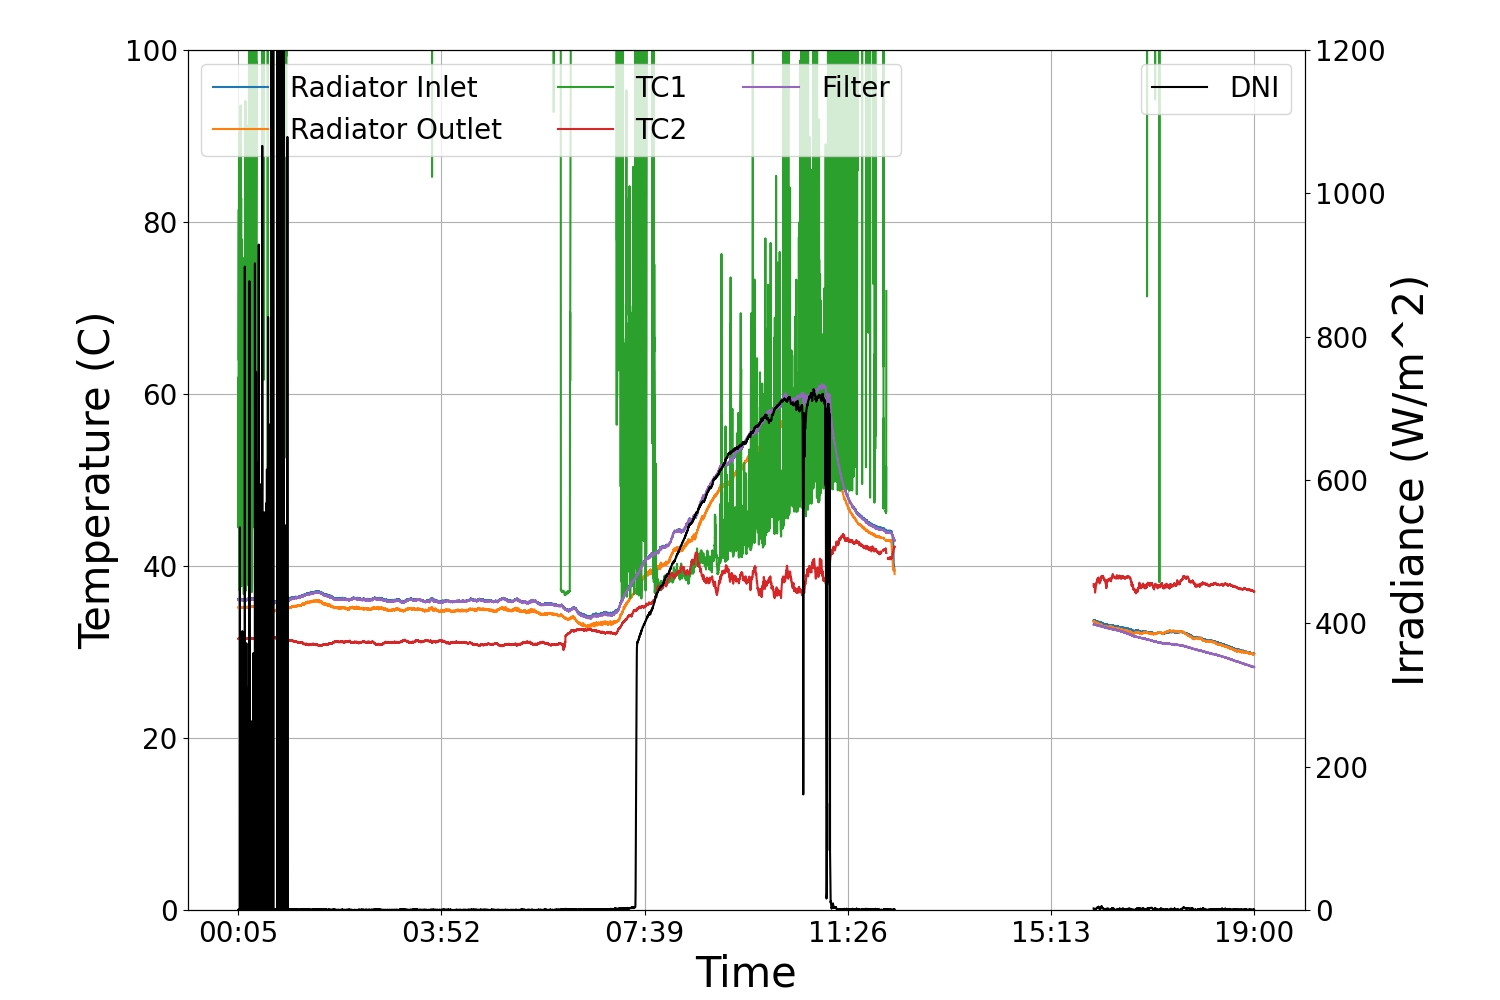 100
80
60
40
20
0
Temperature (C)
Radiator Inlet
Radiator Outlet
TC1
TC2
Filter
DNI
1200
1000
800
600
400
200
0
Irradiance (W/m^2)
00:05 03:52 07:39 11:26 15:13 19:00
Time